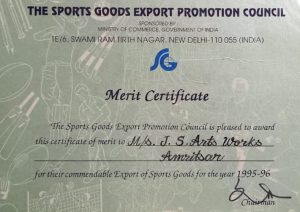 THE SPORTS GOODS EXPORT PROMOTION COUNCIL
SPONSORED BY
MINISTRY OF COMMERCE, GOVERNMENT OF INDIA
1E/6, SWAMI RAM TIRTH NAGAR, NEW DELHI-110 055 (INDIA)
Merit Certificate
The Sports Goods Export Promotion Council is pleased to award
this certificate of merit to M/s. J. S. Arts Works
Amritsar
for their commendable Export of Sports Goods for the year 1995-96
Chairman